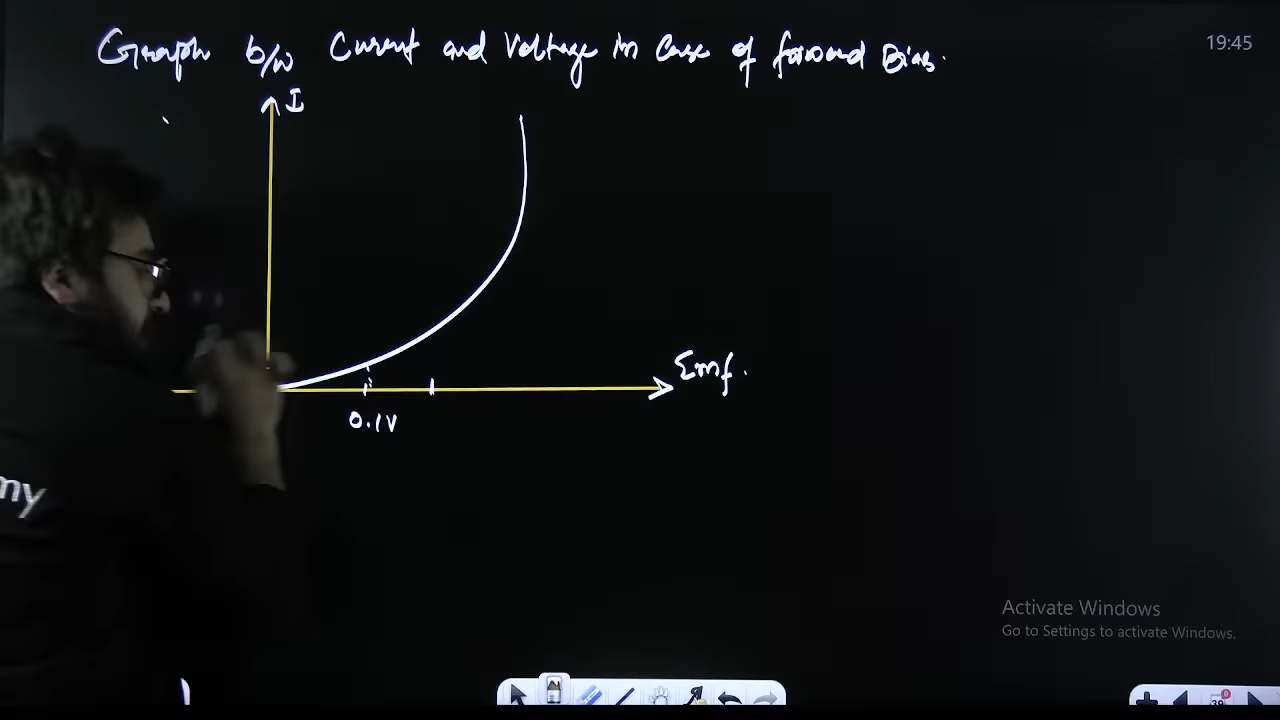 Graph b/w Current and Voltage in Case of forward Bias.
19:45
I
Emf.
0.1V
my
Activate Windows
Go to Settings to activate Windows.